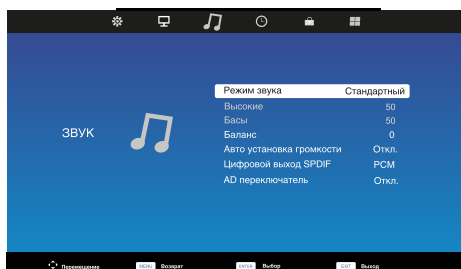 ЗВУК
Режим звука Стандартный
Высокие 50
Басы 50
Баланс 0
Авто установка громкости Откл.
Цифровой выход SPDIF PCM
AD переключатель Откл.
Перемещение MENU Возврат ENTER Выбор EXIT Выход